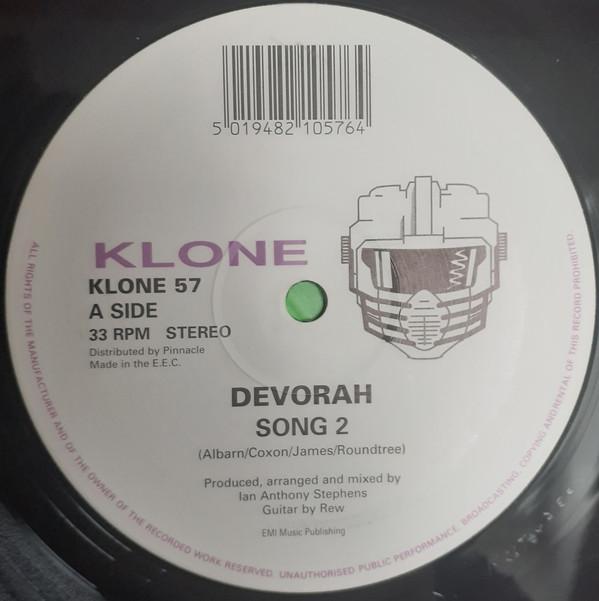 5 019482 105764
KLONE
KLONE 57
A SIDE
33 RPM STEREO
Distributed by Pinnacle
Made in the E.E.C.
DEVORAH
SONG 2
(Albarn/Coxon/James/Roundtree)
Produced, arranged and mixed by
Ian Anthony Stephens
Guitar by Rew
EMI Music Publishing
ALL RIGHTS OF THE MANUFACTURER AND OF THE OWNER OF THE RECORDED WORK RESERVED. UNAUTHORISED PUBLIC PERFORMANCE, BROADCASTING, COPYING AND RENTAL OF THIS RECORD PROHIBITED.